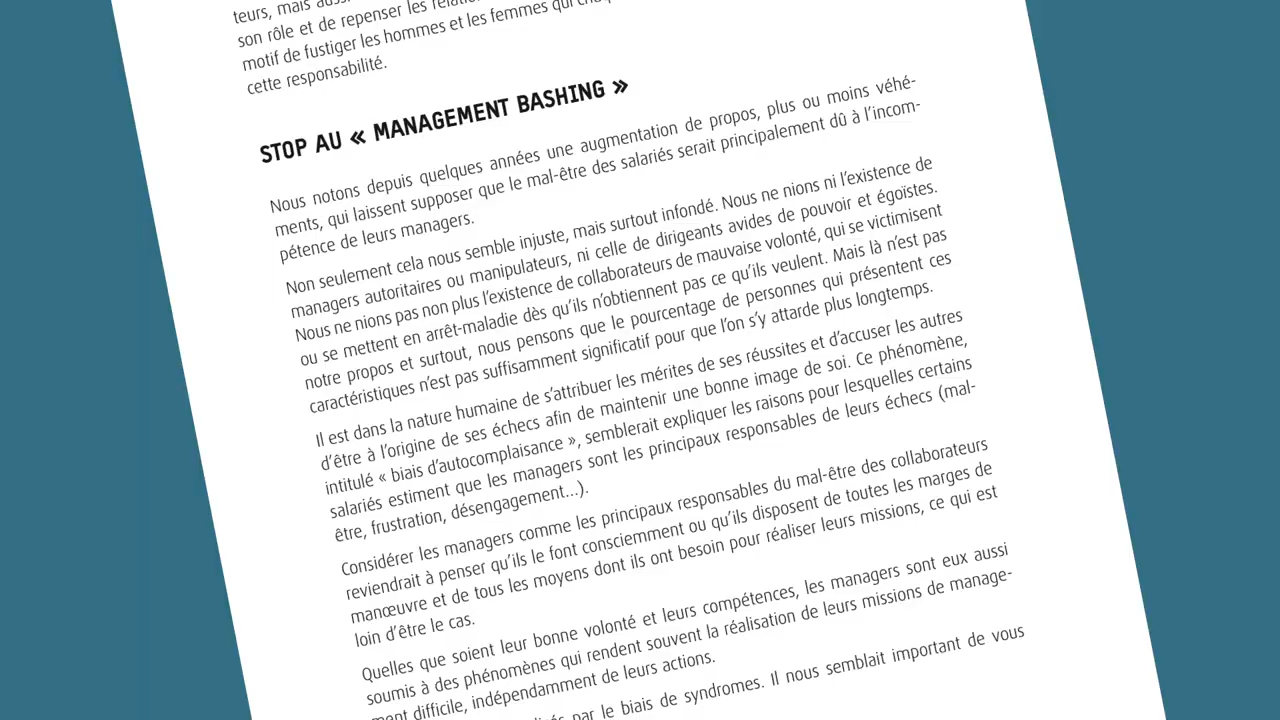 teurs, mais
son rôle et de repenser les
motif de fustiger les hommes et les femmes qui
cette responsabilité.
STOP AU « MANAGEMENT BASHING »
Nous notons depuis quelques années une augmentation de propos, plus ou moins véhé-
ments, qui laissent supposer que le mal-être des salariés serait principalement dû à l’incom-
pétence de leurs managers.
Non seulement cela nous semble injuste, mais surtout infondé. Nous ne nions ni l’existence de
managers autoritaires ou manipulateurs, ni celle de dirigeants avides de pouvoir et égoïstes.
Nous ne nions pas non plus l’existence de collaborateurs de mauvaise volonté, qui se victimisent
ou se mettent en arrêt-maladie dès qu’ils n’obtiennent pas ce qu’ils veulent. Mais là n’est pas
notre propos et surtout, nous pensons que le pourcentage de personnes qui présentent ces
caractéristiques n’est pas suffisamment significatif pour que l’on s’y attarde plus longtemps.
Il est dans la nature humaine de s’attribuer les mérites de ses réussites et d’accuser les autres
d’être à l’origine de ses échecs afin de maintenir une bonne image de soi. Ce phénomène,
intitulé « biais d’autocomplaisance », semblerait expliquer les raisons pour lesquelles certains
salariés estiment que les managers sont les principaux responsables de leurs échecs (mal-
être, frustration, désengagement…).
Considérer les managers comme les principaux responsables du mal-être des collaborateurs
reviendrait à penser qu’ils le font consciemment ou qu’ils disposent de toutes les marges de
manœuvre et de tous les moyens dont ils ont besoin pour réaliser leurs missions, ce qui est
loin d’être le cas.
Quelles que soient leur bonne volonté et leurs compétences, les managers sont eux aussi
soumis à des phénomènes qui rendent souvent la réalisation de leurs missions de manage-
ment difficile, indépendamment de leurs actions.
par le biais de syndromes. Il nous semblait important de vous